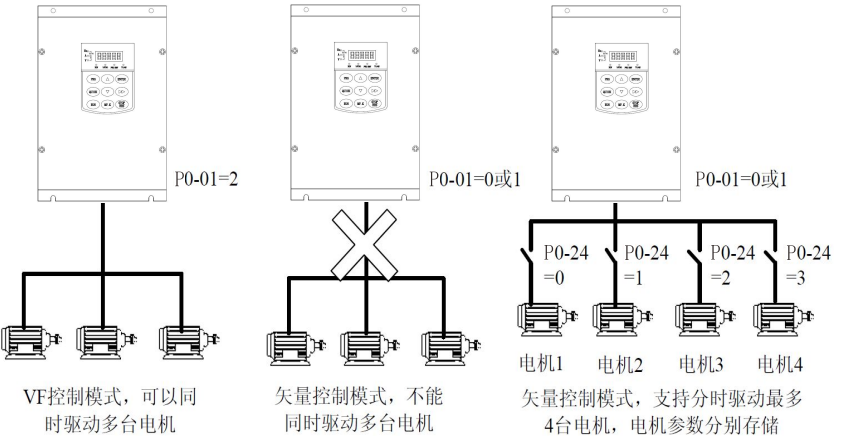 P0-01=2
P0-01=0或1
P0-01=0或1
P0-24
=0
P0-24
=1
P0-24
=2
P0-24
=3
电机1
电机2
电机3
电机4
VF控制模式，可以同
时驱动多台电机
矢量控制模式，不能
同时驱动多台电机
矢量控制模式，支持分时驱动最多
4台电机，电机参数分别存储